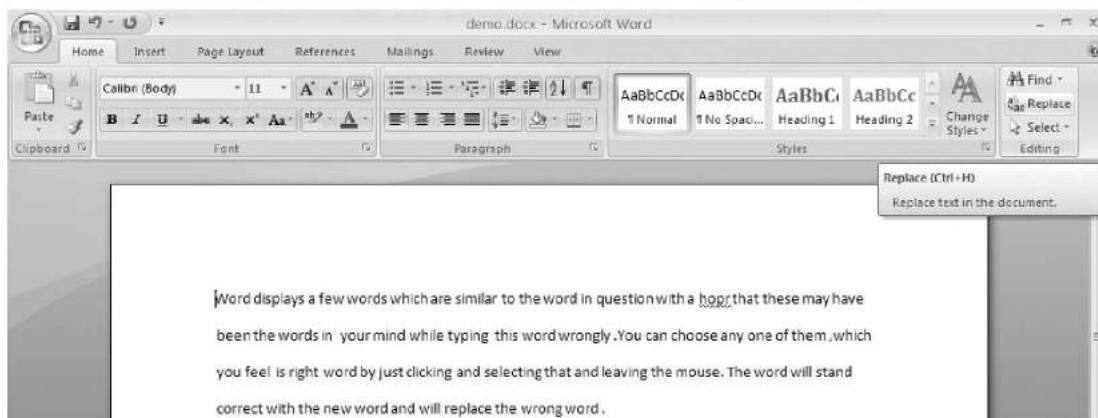 demo.docx - Microsoft Word
Home Insert Page Layout References Mailings Review View
Calibri (Body) 11 A A Find
Paste AaBbCcDc AaBbCcDc AaBbC AaBbCc Replace
B I U abe x, x² Aa ab A Normal No Spaci... Heading 1 Heading 2 Change Styles Select
Clipboard Font Paragraph Styles Editing
Replace (Ctrl+H)
Replace text in the document.
Word displays a few words which are similar to the word in question with a hopr that these may have
been the words in your mind while typing this word wrongly .You can choose any one of them ,which
you feel is right word by just clicking and selecting that and leaving the mouse. The word will stand
correct with the new word and will replace the wrong word .